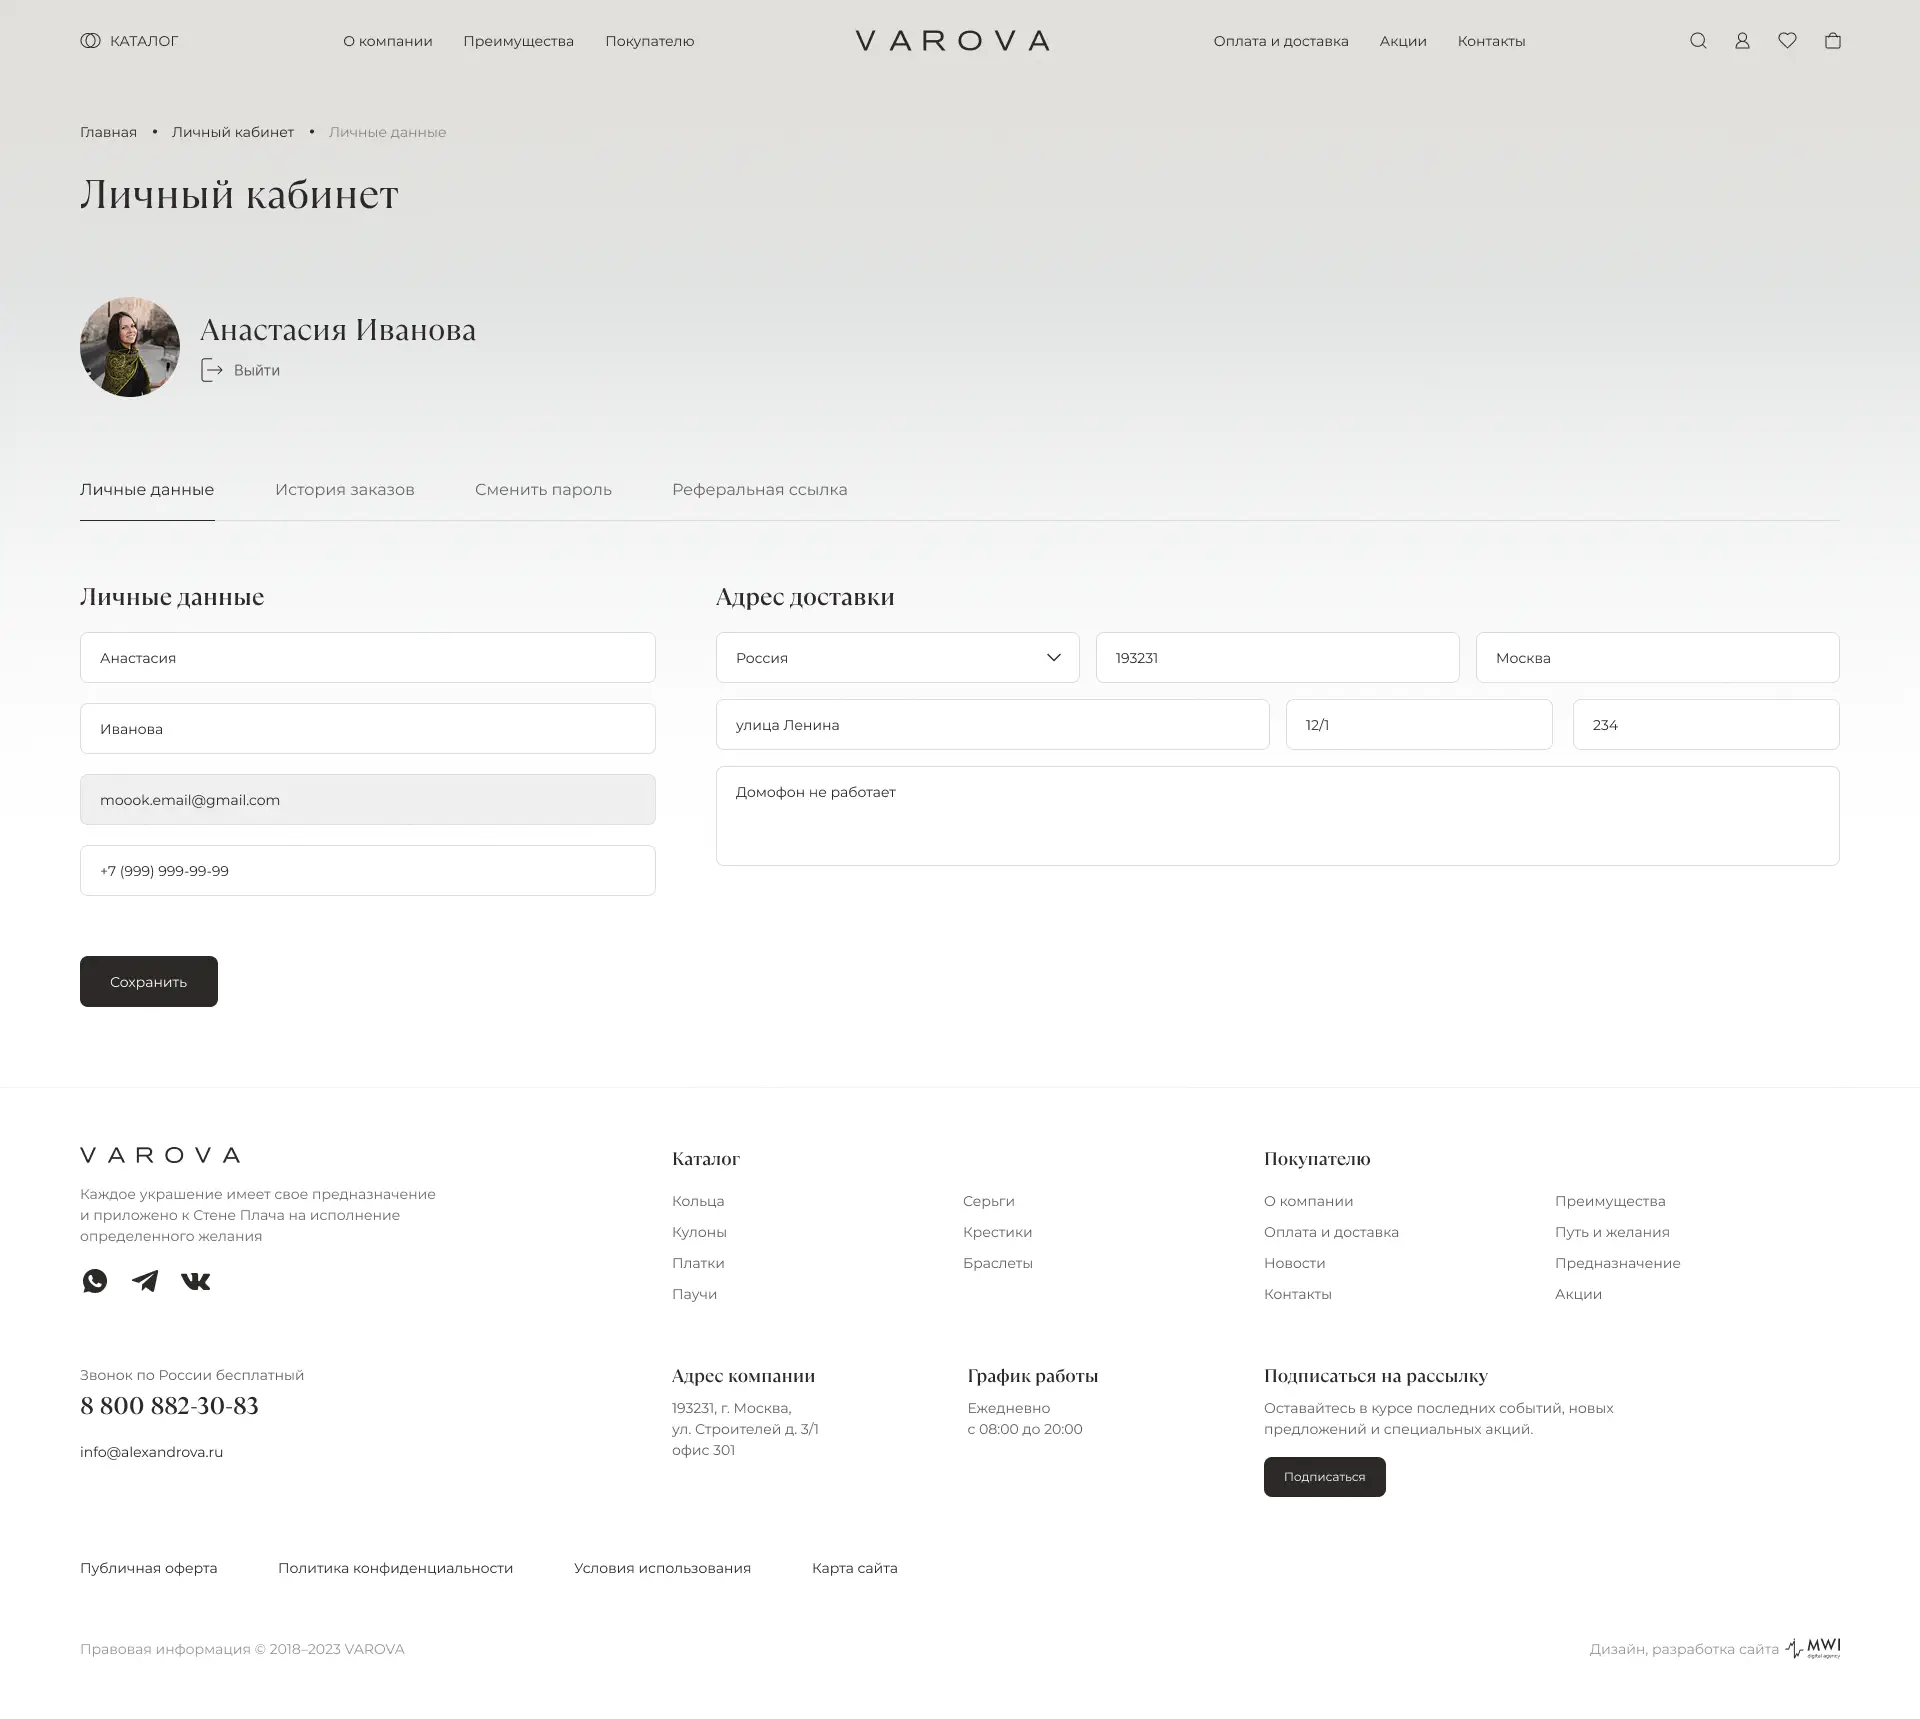 КАТАЛОГ
О компании
Преимущества
Покупателю
VAROVA
Оплата и доставка
Акции
Контакты
Главная • Личный кабинет • Личные данные
Личный кабинет
Анастасия Иванова
Выйти
Личные данные
История заказов
Сменить пароль
Реферальная ссылка
Личные данные
Анастасия
Иванова
moook.email@gmail.com
+7 (999) 999-99-99
Адрес доставки
Россия
193231
Москва
улица Ленина
12/1
234
Домофон не работает
Сохранить
VAROVA
Каждое украшение имеет свое предназначение
и приложено к Стене Плача на исполнение
определенного желания
Каталог
Кольца
Кулоны
Платки
Паучи
Серьги
Крестики
Браслеты
Покупателю
О компании
Оплата и доставка
Новости
Контакты
Преимущества
Путь и желания
Предназначение
Акции
Звонок по России бесплатный
8 800 882-30-83
info@alexandrova.ru
Адрес компании
193231, г. Москва,
ул. Строителей д. 3/1
офис 301
График работы
Ежедневно
с 08:00 до 20:00
Подписаться на рассылку
Оставайтесь в курсе последних событий, новых
предложений и специальных акций.
Подписаться
Публичная оферта
Политика конфиденциальности
Условия использования
Карта сайта
Правовая информация © 2018–2023 VAROVA
Дизайн, разработка сайта
MWI
digital agency